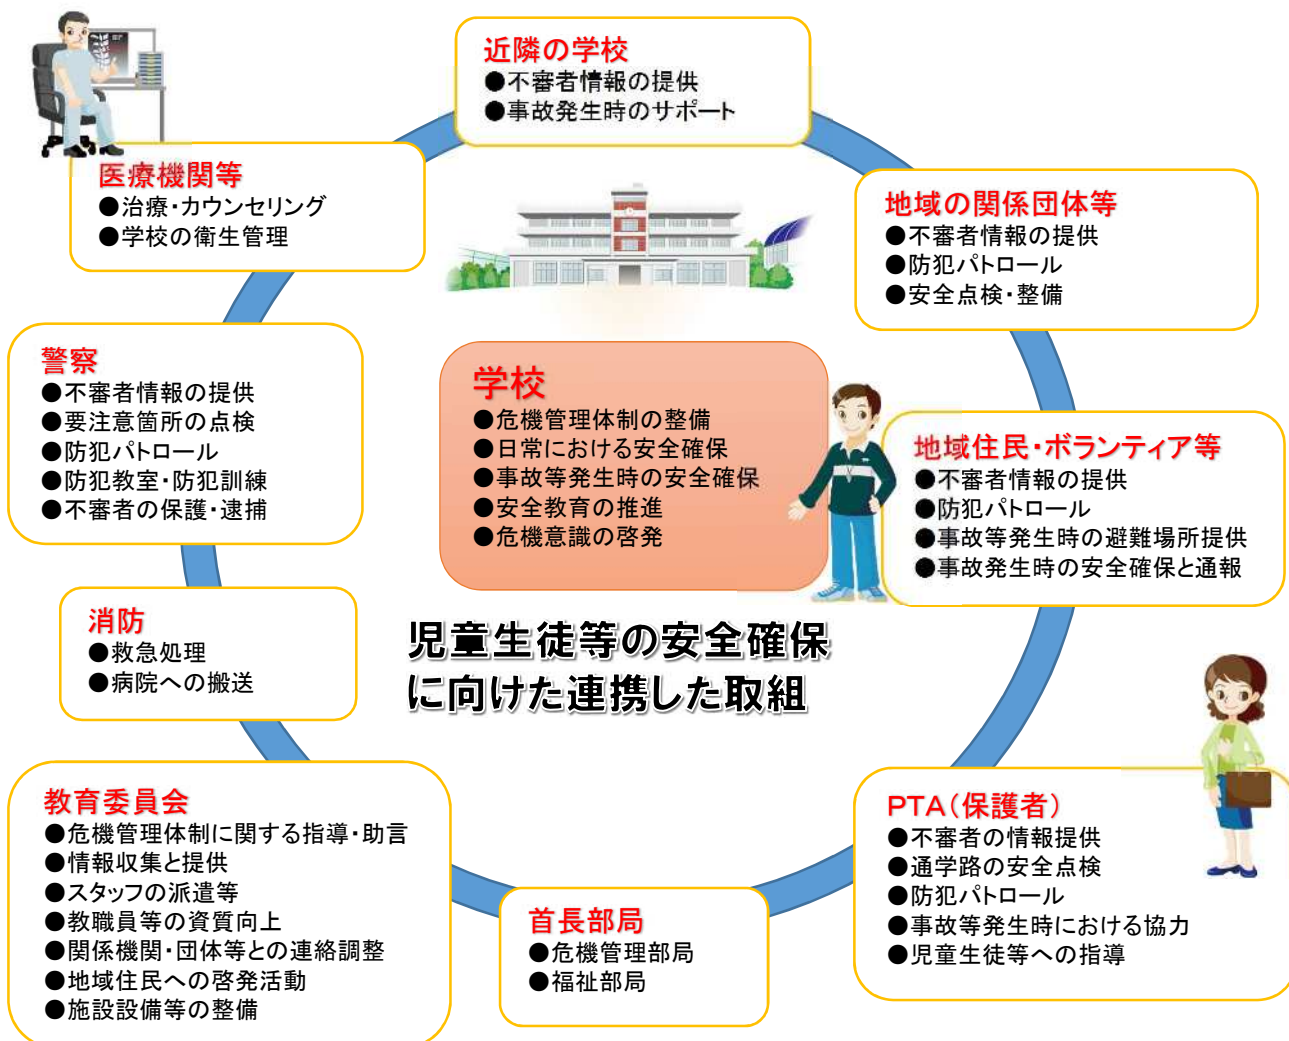 近隣の学校
●不審者情報の提供
●事故発生時のサポート
医療機関等
●治療・カウンセリング
●学校の衛生管理
地域の関係団体等
●不審者情報の提供
●防犯パトロール
●安全点検・整備
警察
●不審者情報の提供
●要注意箇所の点検
●防犯パトロール
●防犯教室・防犯訓練
●不審者の保護・逮捕
学校
●危機管理体制の整備
●日常における安全確保
●事故等発生時の安全確保
●安全教育の推進
●危機意識の啓発
地域住民・ボランティア等
●不審者情報の提供
●防犯パトロール
●事故等発生時の避難場所提供
●事故発生時の安全確保と通報
消防
●救急処理
●病院への搬送
児童生徒等の安全確保
に向けた連携した取組
教育委員会
●危機管理体制に関する指導・助言
●情報収集と提供
●スタッフの派遣等
●教職員等の資質向上
●関係機関・団体等との連絡調整
●地域住民への啓発活動
●施設設備等の整備
首長部局
●危機管理部局
●福祉部局
PTA（保護者）
●不審者の情報提供
●通学路の安全点検
●防犯パトロール
●事故等発生時における協力
●児童生徒等への指導